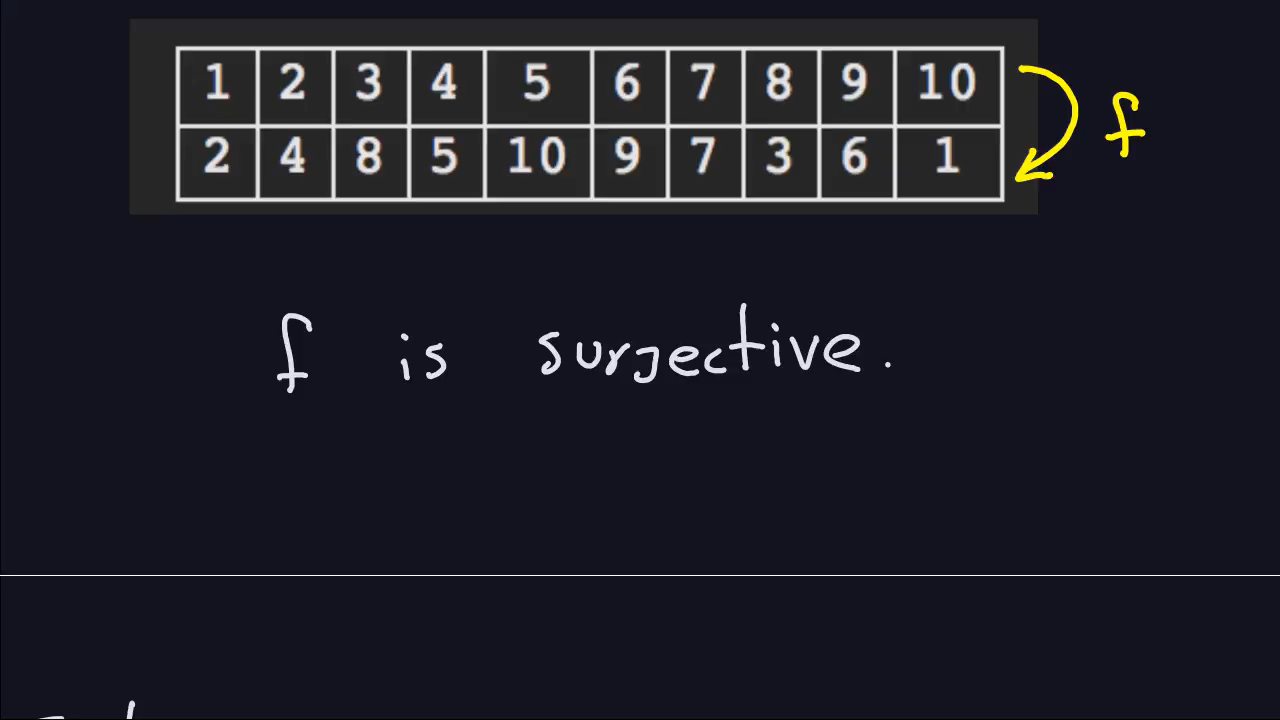 1 2 3 4 5 6 7 8 9 10
2 4 8 5 10 9 7 3 6 1
f
f is surjective.